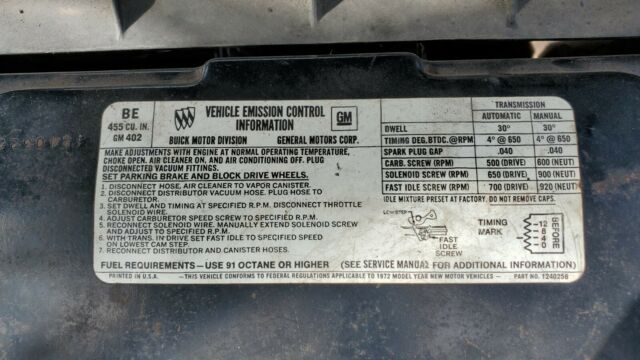 BE
455 CU. IN.
GM 402
VEHICLE EMISSION CONTROL
INFORMATION
BUICK MOTOR DIVISION GENERAL MOTORS CORP.
GM
MAKE ADJUSTMENTS WITH ENGINE AT NORMAL OPERATING TEMPERATURE,
CHOKE OPEN, AIR CLEANER ON, AND AIR CONDITIONING OFF. PLUG
DISCONNECTED VACUUM FITTINGS.
SET PARKING BRAKE AND BLOCK DRIVE WHEELS.
1. DISCONNECT HOSE, AIR CLEANER TO VAPOR CANISTER.
2. DISCONNECT DISTRIBUTOR VACUUM HOSE. PLUG HOSE TO
CARBURETOR.
3. SET DWELL AND TIMING AT SPECIFIED R.P.M. DISCONNECT THROTTLE
SOLENOID WIRE.
4. ADJUST CARBURETOR SPEED SCREW TO SPECIFIED R.P.M.
5. RECONNECT SOLENOID WIRE. MANUALLY EXTEND SOLENOID SCREW
AND ADJUST TO SPECIFIED R.P.M.
6. WITH TRANS. IN DRIVE SET FAST IDLE TO SPECIFIED R.P.M. SPEED
ON LOWEST CAM STEP.
7. RECONNECT DISTRIBUTOR AND CANISTER HOSES.
TRANSMISSION
AUTOMATIC MANUAL
DWELL 30° 30°
TIMING DEG. BTDC. @ RPM 4° @ 650 4° @ 650
SPARK PLUG GAP .040 .040
CARB. SCREW (RPM) 500 (DRIVE) 600 (NEUT)
SOLENOID SCREW (RPM) 650 (DRIVE) 900 (NEUT)
FAST IDLE SCREW (RPM) 700 (DRIVE) 920 (NEUT)
IDLE MIXTURE PRESET AT FACTORY. DO NOT REMOVE CAPS.
LOW STEP
FAST
IDLE
SCREW
TIMING
MARK
12
8
4
0
BEFORE
FUEL REQUIREMENTS - USE 91 OCTANE OR HIGHER (SEE SERVICE MANUAL FOR ADDITIONAL INFORMATION)
PRINTED IN U.S.A. THIS VEHICLE CONFORMS TO FEDERAL REGULATIONS APPLICABLE TO 1972 MODEL YEAR NEW MOTOR VEHICLES PART NO. 1240256